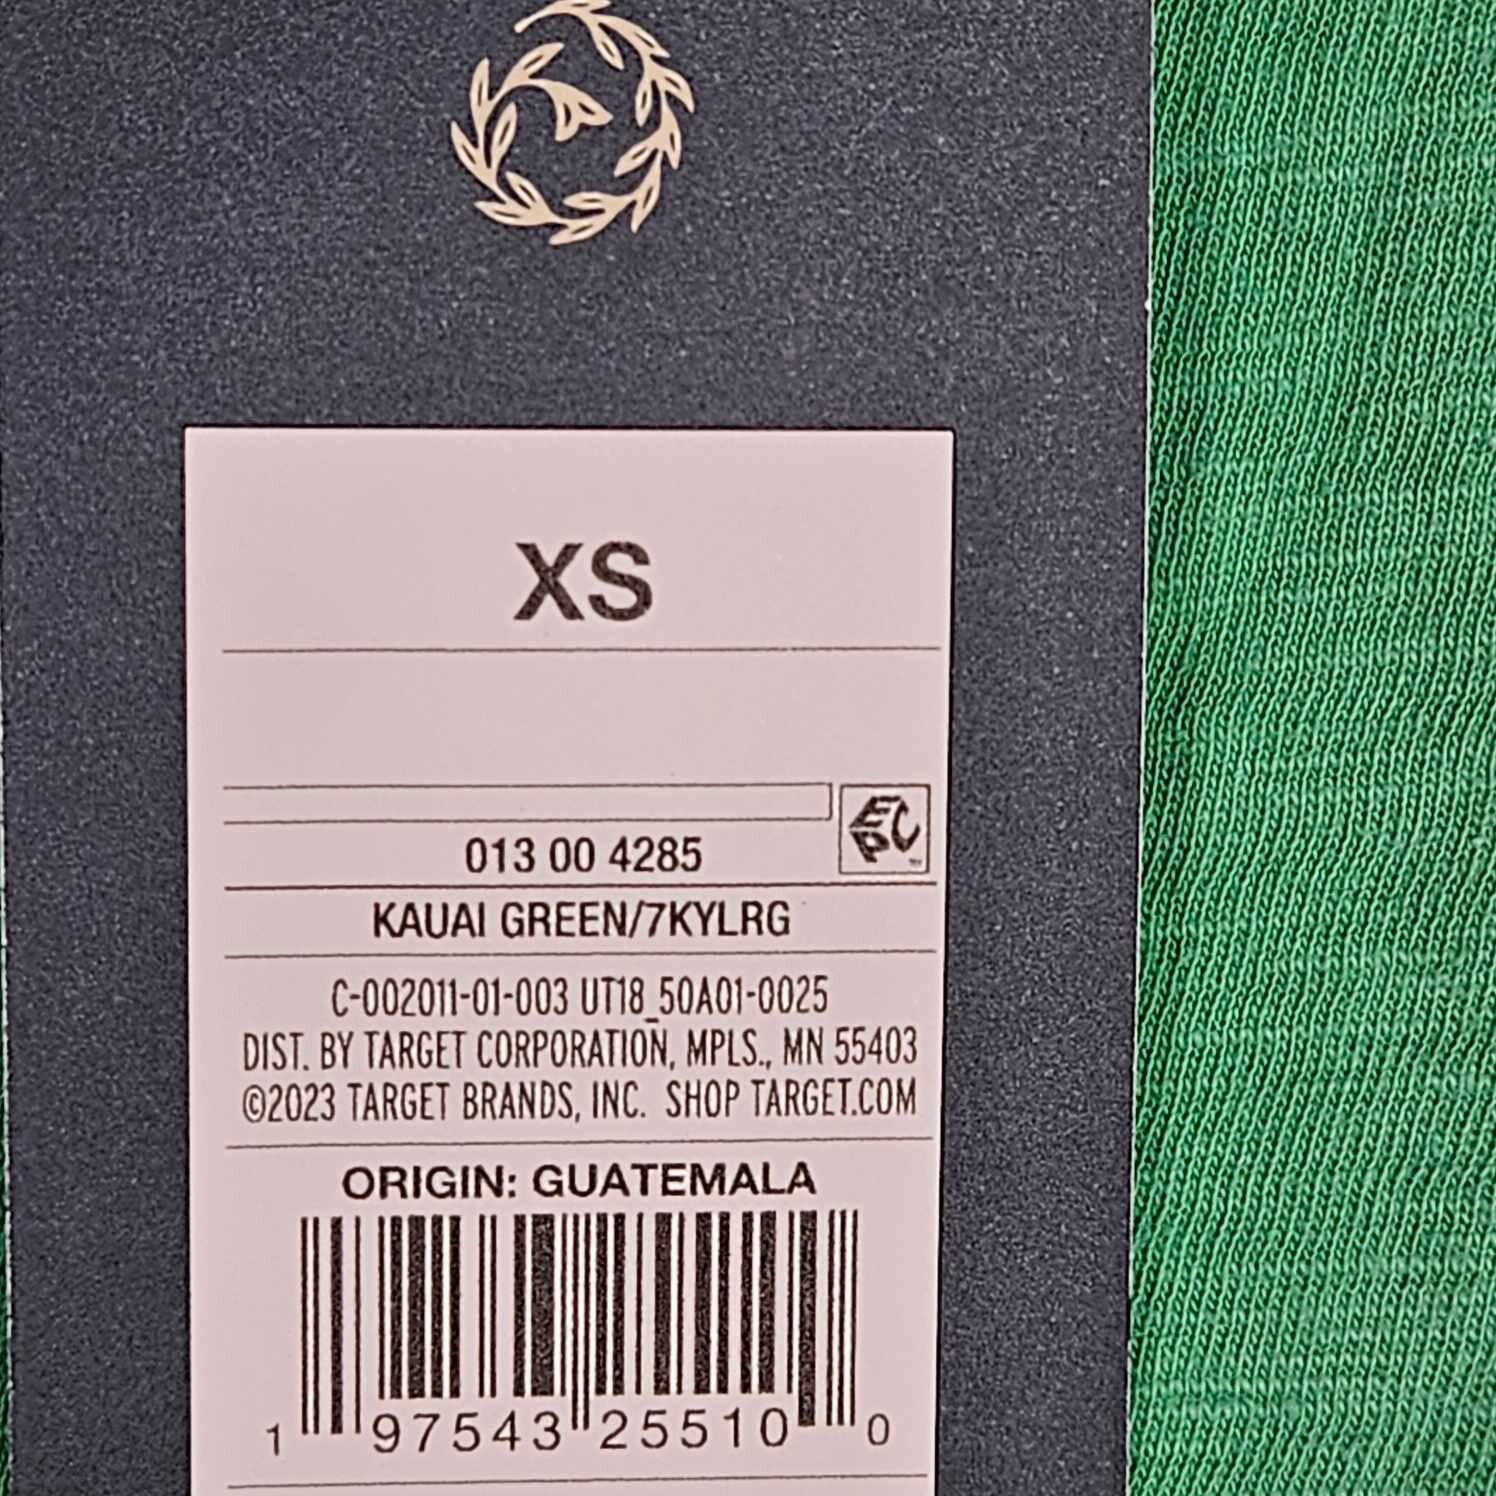 XS
EPC
013 00 4285
KAUAI GREEN/7KYLRG
C-002011-01-003 UT18_50A01-0025
DIST. BY TARGET CORPORATION, MPLS., MN 55403
©2023 TARGET BRANDS, INC. SHOP TARGET.COM
ORIGIN: GUATEMALA
1 97543 25510 0